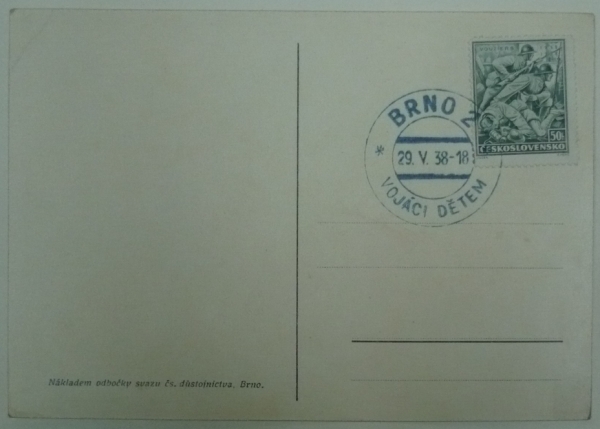 BRNO 2
* 29. V. 38-18
VOJÁCI DĚTEM
50h
ČESKOSLOVENSKO
Nákladem odbočky svazu čs. důstojnictva, Brno.